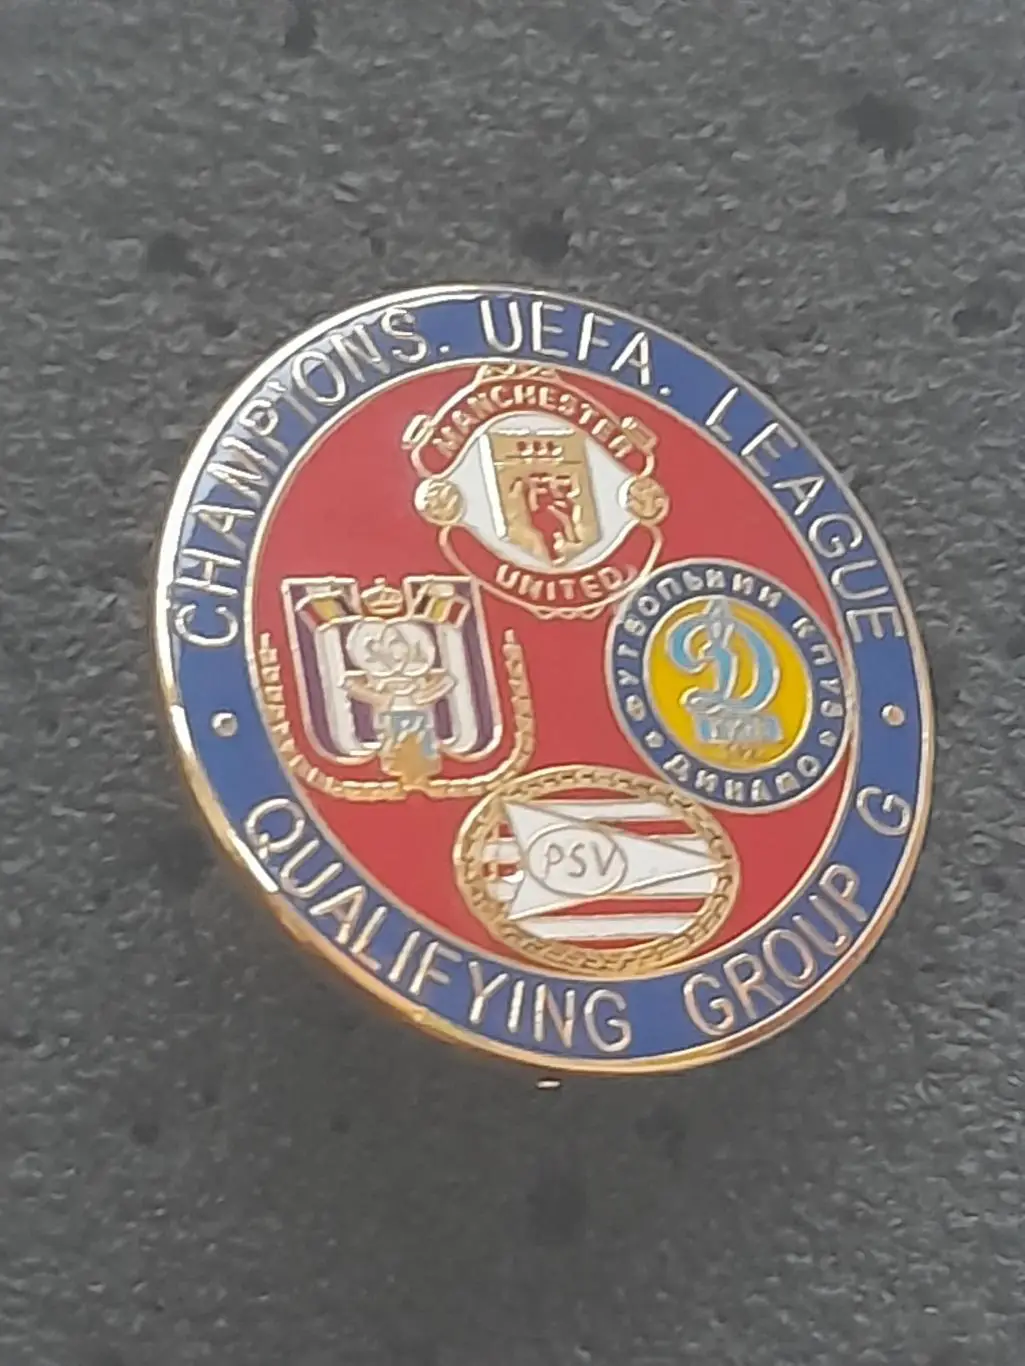 CHAMPIONS. UEFA. LEAGUE
MANCHESTER
UNITED
ФУТБОЛЬНИЙ КЛУБ
ДИНАМО
PSV
QUALIFYING GROUP G